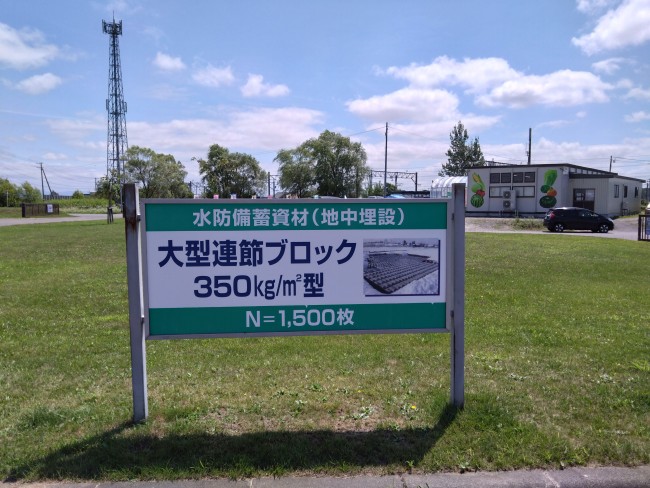 水防備蓄資材(地中埋設)
大型連節ブロック
350kg/㎡型
N=1,500枚